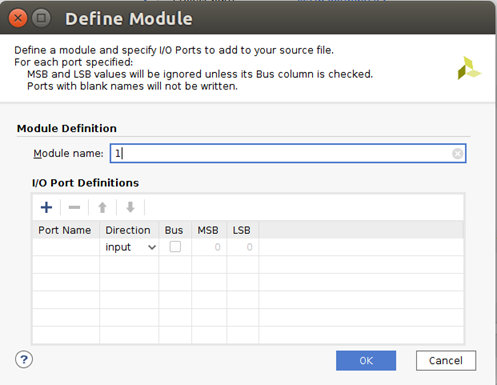 Define Module
Define a module and specify I/O Ports to add to your source file.
For each port specified:
MSB and LSB values will be ignored unless its Bus column is checked.
Ports with blank names will not be written.
Module Definition
Module name: 1
I/O Port Definitions
Port Name Direction Bus MSB LSB
input 0 0
? OK Cancel